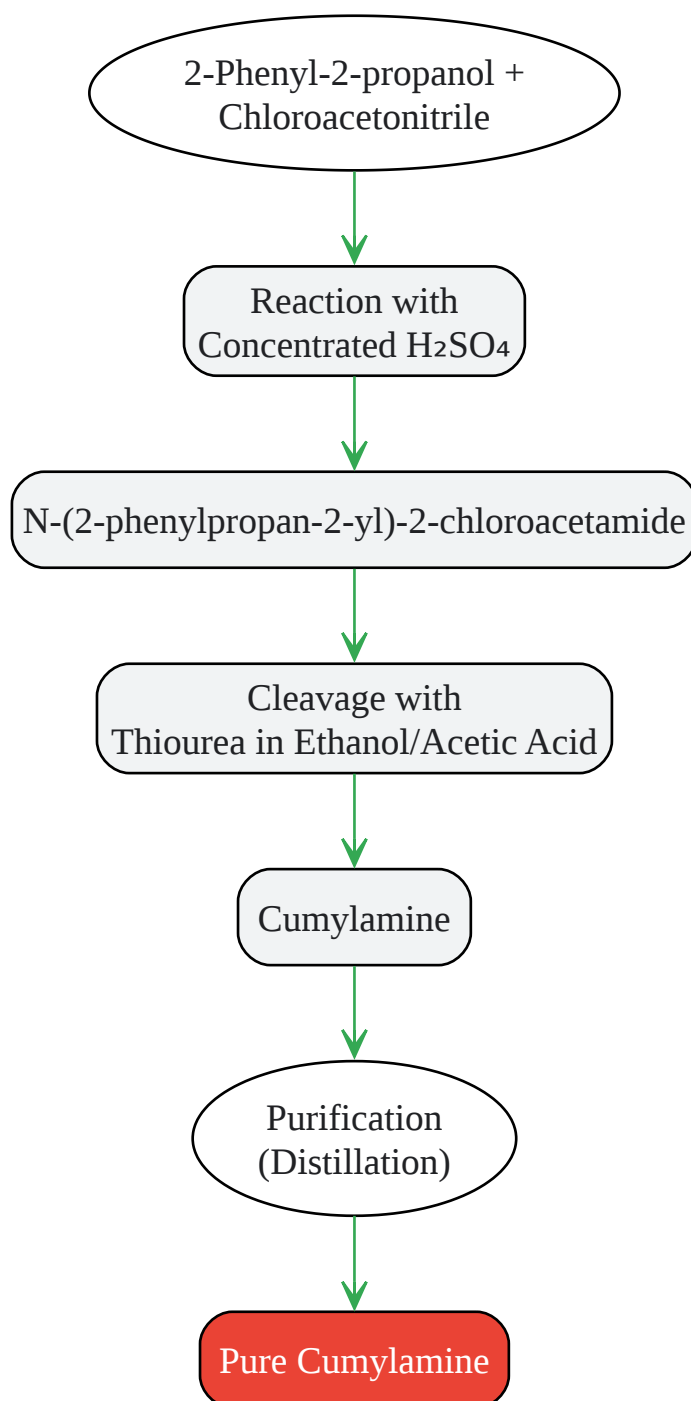 2-Phenyl-2-propanol +
Chloroacetonitrile
Reaction with
Concentrated H₂SO₄
N-(2-phenylpropan-2-yl)-2-chloroacetamide
Cleavage with
Thiourea in Ethanol/Acetic Acid
Cumylamine
Purification
(Distillation)
Pure Cumylamine